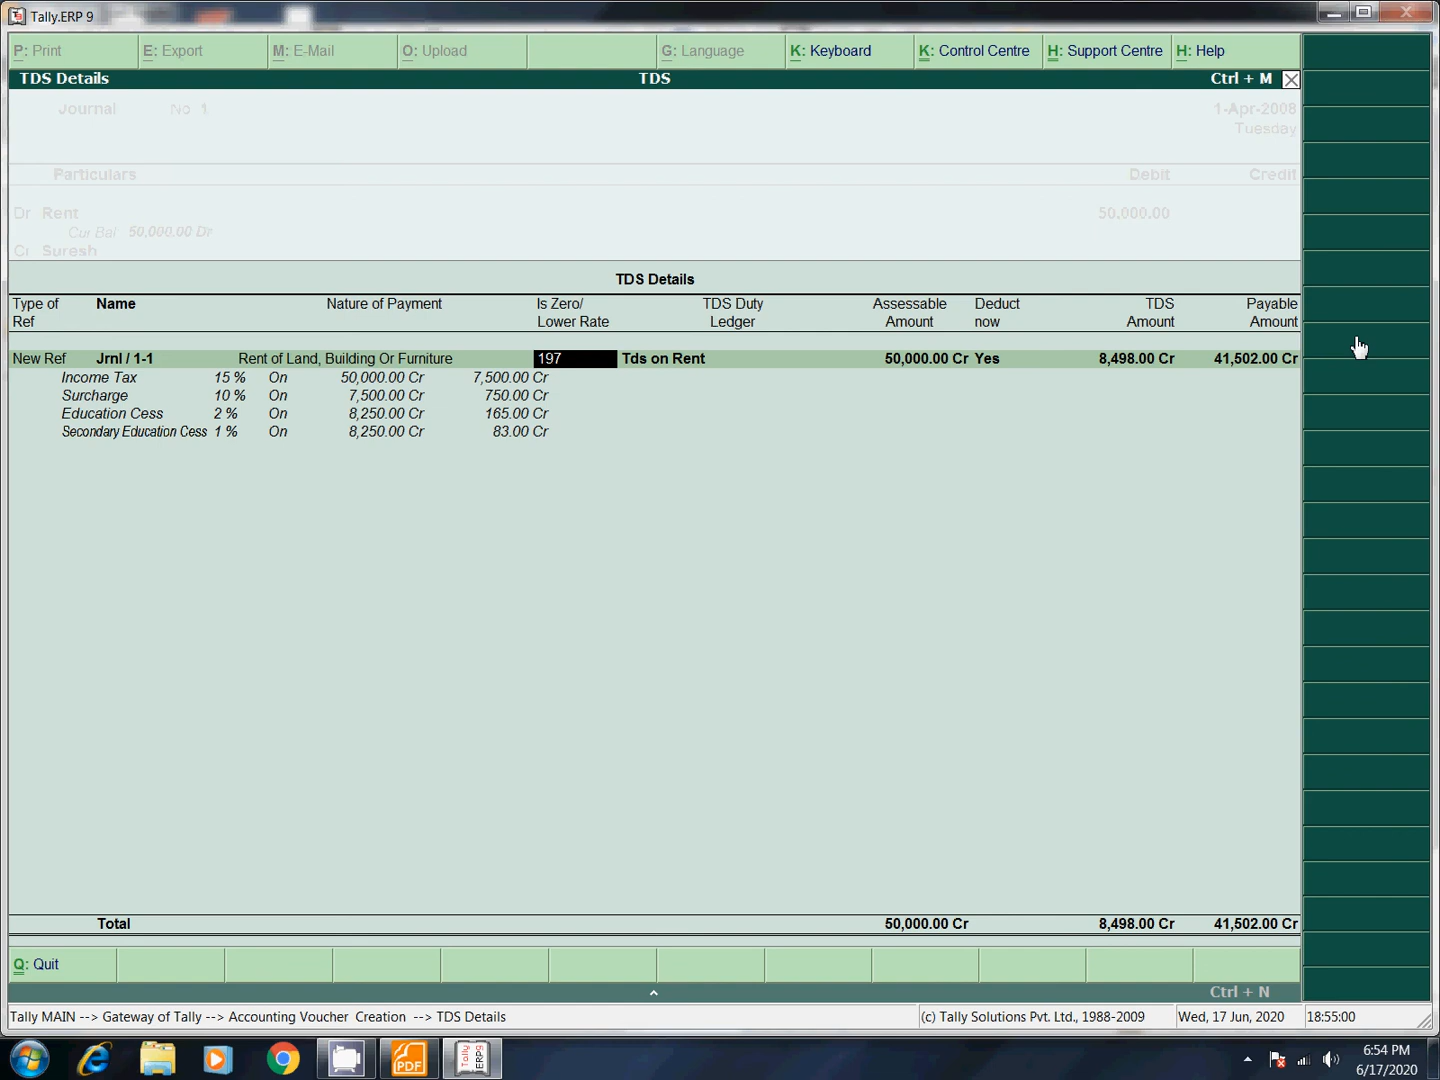 Tally.ERP 9
P: Print E: Export M: E-Mail O: Upload G: Language K: Keyboard K: Control Centre H: Support Centre H: Help
TDS Details TDS Ctrl + M
Journal No 1 1-Apr-2008
Tuesday
Particulars Debit Credit
Dr Rent 50,000.00
Cur Bal 50,000.00 Dr
Cr Suresh
TDS Details
Type of Name Nature of Payment Is Zero/ TDS Duty Assessable Deduct TDS Payable
Ref Lower Rate Ledger Amount now Amount Amount
New Ref Jrnl / 1-1 Rent of Land, Building Or Furniture 197 Tds on Rent 50,000.00 Cr Yes 8,498.00 Cr 41,502.00 Cr
Income Tax 15 % On 50,000.00 Cr 7,500.00 Cr
Surcharge 10 % On 7,500.00 Cr 750.00 Cr
Education Cess 2 % On 8,250.00 Cr 165.00 Cr
Secondary Education Cess 1 % On 8,250.00 Cr 83.00 Cr
Total 50,000.00 Cr 8,498.00 Cr 41,502.00 Cr
Q: Quit
Ctrl + N
Tally MAIN --> Gateway of Tally --> Accounting Voucher Creation --> TDS Details (c) Tally Solutions Pvt. Ltd., 1988-2009 Wed, 17 Jun, 2020 18:55:00
PDF Tally ERP9 6:54 PM
6/17/2020